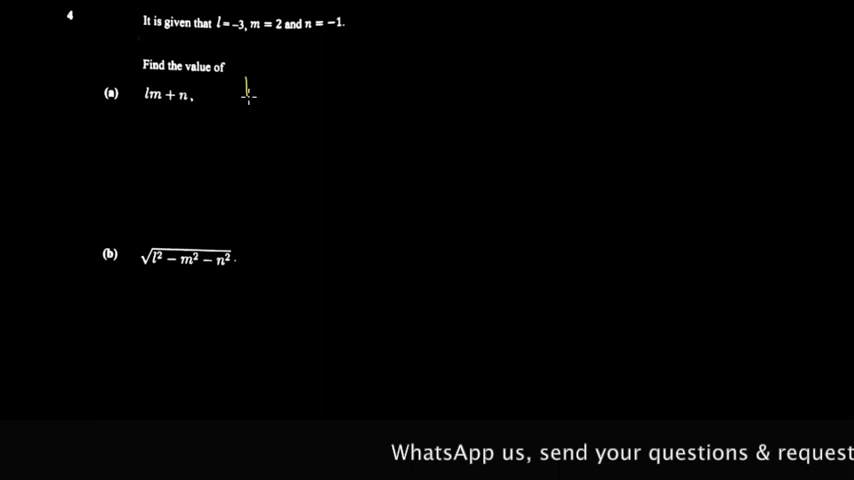 4 It is given that l = -3, m = 2 and n = -1.
Find the value of
(a) lm + n,
(b) √(l² − m² − n²).
WhatsApp us, send your questions & request